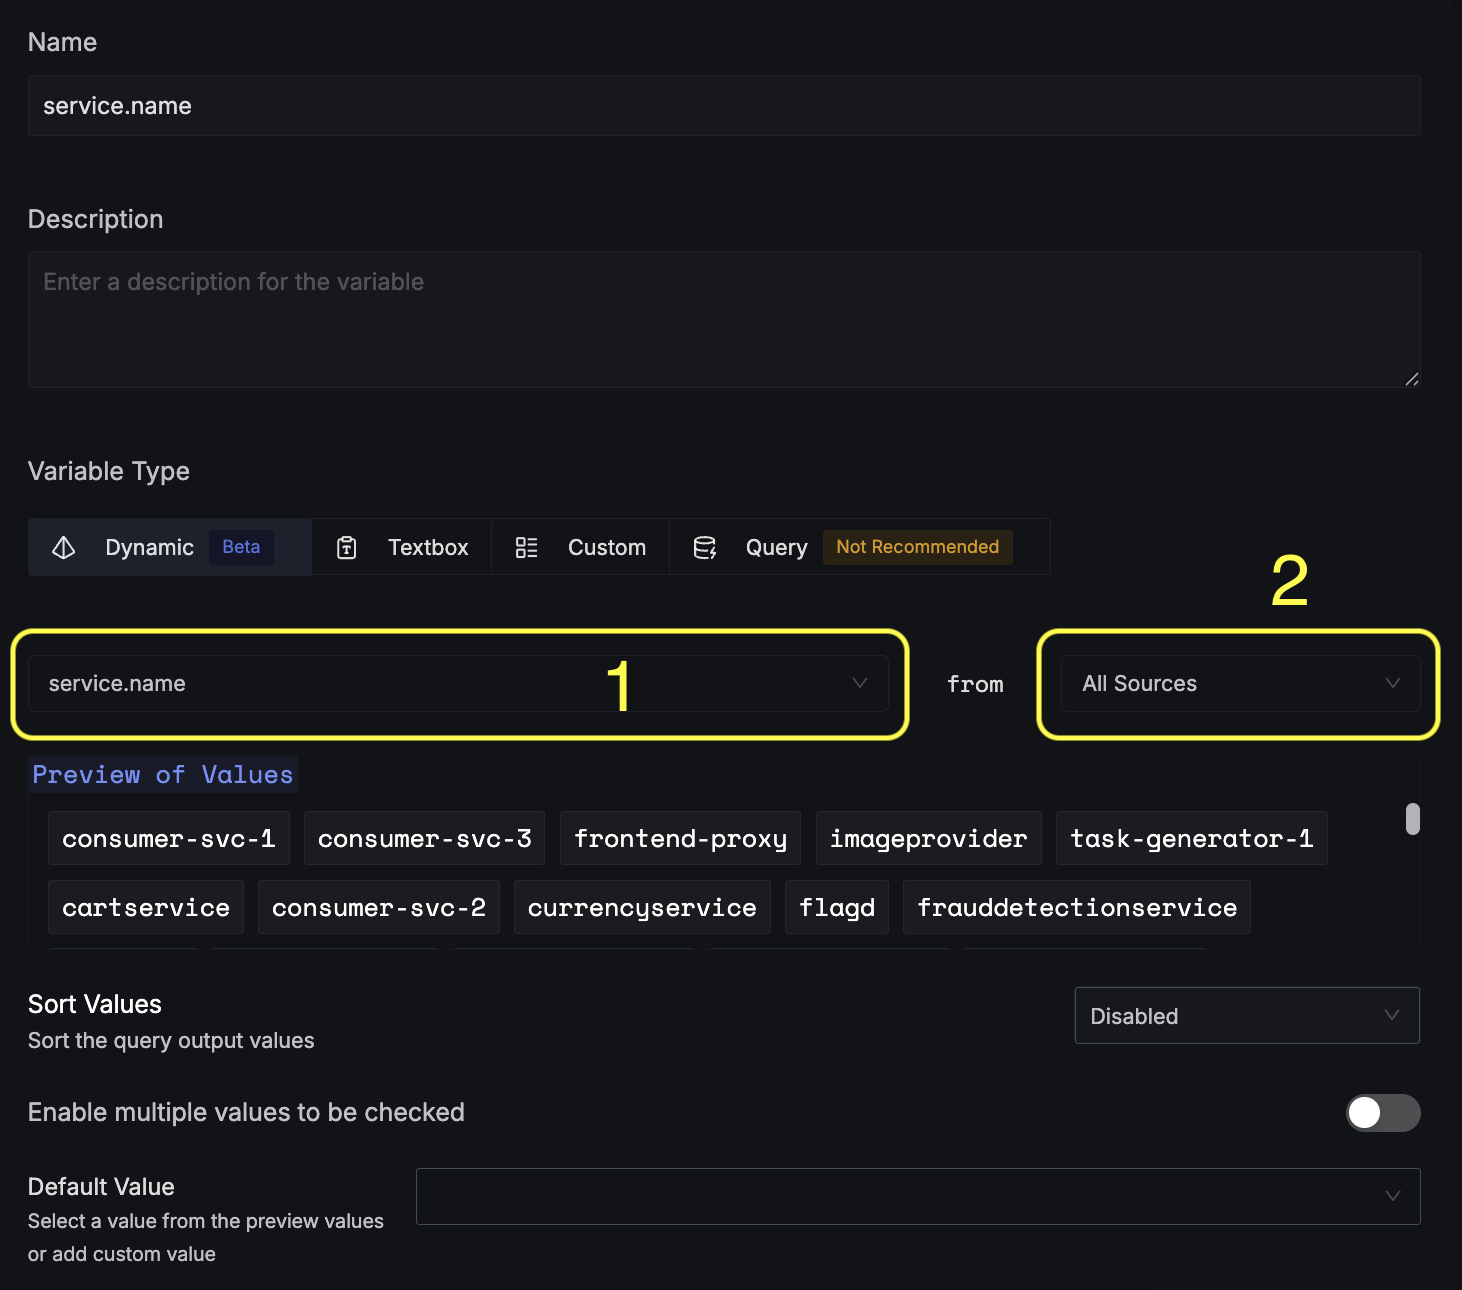 Name
service.name
Description
Enter a description for the variable
Variable Type
Dynamic Beta Textbox Custom Query Not Recommended
2
service.name 1 from All Sources
Preview of Values
consumer-svc-1 consumer-svc-3 frontend-proxy imageprovider task-generator-1
cartservice consumer-svc-2 currencyservice flagd frauddetectionservice
Sort Values
Disabled
Sort the query output values
Enable multiple values to be checked
Default Value
Select a value from the preview values
or add custom value